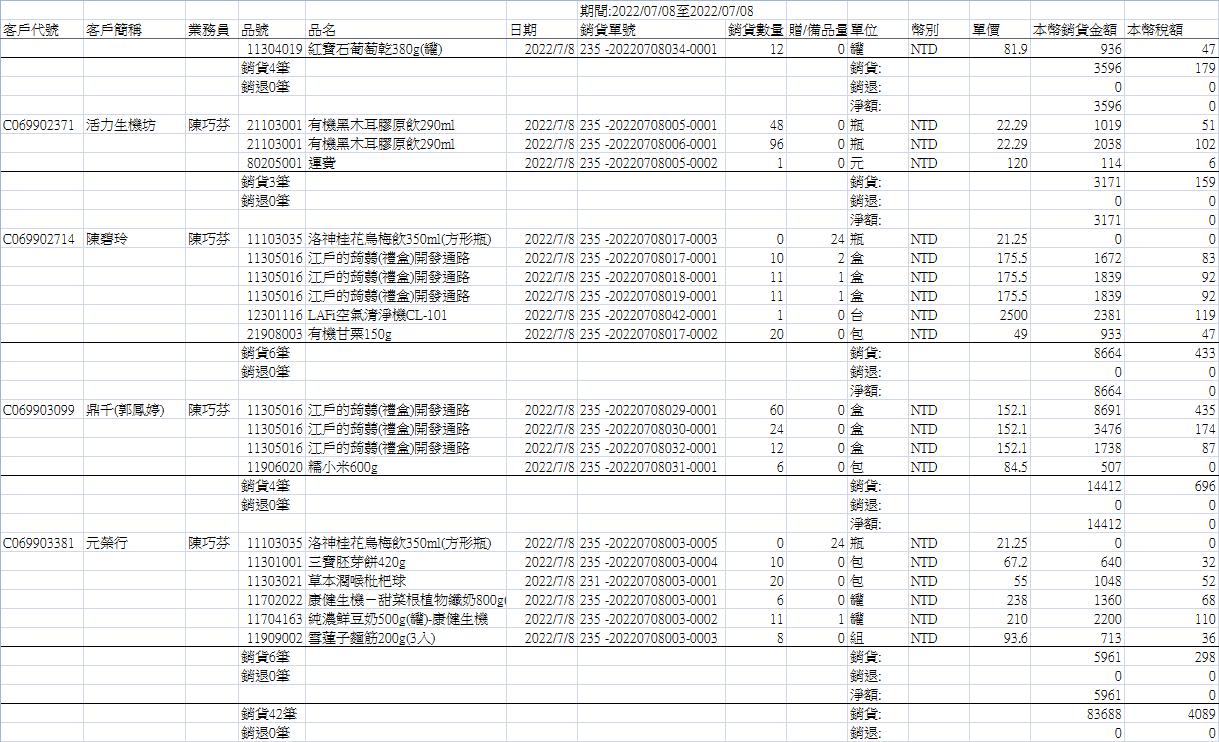 期間:2022/07/08至2022/07/08
客戶代號 客戶簡稱 業務員 品號 品名 日期 銷貨單號 銷貨數量 贈/備品量 單位 幣別 單價 本幣銷貨金額 本幣稅額
11304019 紅寶石葡萄乾380g(罐) 2022/7/8 235 -20220708034-0001 12 0 罐 NTD 81.9 936 47
銷貨4筆 銷貨: 3596 179
銷退0筆 銷退: 0 0
淨額: 3596 0
C069902371 活力生機坊 陳巧芬 21103001 有機黑木耳膠原飲290ml 2022/7/8 235 -20220708005-0001 48 0 瓶 NTD 22.29 1019 51
21103001 有機黑木耳膠原飲290ml 2022/7/8 235 -20220708006-0001 96 0 瓶 NTD 22.29 2038 102
80205001 運費 2022/7/8 235 -20220708005-0002 1 0 元 NTD 120 114 6
銷貨3筆 銷貨: 3171 159
銷退0筆 銷退: 0 0
淨額: 3171 0
C069902714 陳碧玲 陳巧芬 11103035 洛神桂花烏梅飲350ml(方形瓶) 2022/7/8 235 -20220708017-0003 0 24 瓶 NTD 21.25 0 0
11305016 江戶的蒟蒻(禮盒)開發通路 2022/7/8 235 -20220708017-0001 10 2 盒 NTD 175.5 1672 83
11305016 江戶的蒟蒻(禮盒)開發通路 2022/7/8 235 -20220708018-0001 11 1 盒 NTD 175.5 1839 92
11305016 江戶的蒟蒻(禮盒)開發通路 2022/7/8 235 -20220708019-0001 11 1 盒 NTD 175.5 1839 92
12301116 LAFi空氣清淨機CL-101 2022/7/8 235 -20220708042-0001 1 0 台 NTD 2500 2381 119
21908003 有機甘栗150g 2022/7/8 235 -20220708017-0002 20 0 包 NTD 49 933 47
銷貨6筆 銷貨: 8664 433
銷退0筆 銷退: 0 0
淨額: 8664 0
C069903099 鼎千(郭鳳婷) 陳巧芬 11305016 江戶的蒟蒻(禮盒)開發通路 2022/7/8 235 -20220708029-0001 60 0 盒 NTD 152.1 8691 435
11305016 江戶的蒟蒻(禮盒)開發通路 2022/7/8 235 -20220708030-0001 24 0 盒 NTD 152.1 3476 174
11305016 江戶的蒟蒻(禮盒)開發通路 2022/7/8 235 -20220708032-0001 12 0 盒 NTD 152.1 1738 87
11906020 糯小米600g 2022/7/8 235 -20220708031-0001 6 0 包 NTD 84.5 507 0
銷貨4筆 銷貨: 14412 696
銷退0筆 銷退: 0 0
淨額: 14412 0
C069903381 元榮行 陳巧芬 11103035 洛神桂花烏梅飲350ml(方形瓶) 2022/7/8 235 -20220708003-0005 0 24 瓶 NTD 21.25 0 0
11301001 三寶胚芽餅420g 2022/7/8 235 -20220708003-0004 10 0 包 NTD 67.2 640 32
11303021 草本潤喉枇杷球 2022/7/8 231 -20220708003-0001 20 0 包 NTD 55 1048 52
11702022 康健生機－甜菜根植物纖奶800g( 2022/7/8 235 -20220708003-0001 6 0 罐 NTD 238 1360 68
11704163 純濃鮮豆奶500g(罐)-康健生機 2022/7/8 235 -20220708003-0002 11 1 罐 NTD 210 2200 110
11909002 雪蓮子麵筋200g(3入) 2022/7/8 235 -20220708003-0003 8 0 組 NTD 93.6 713 36
銷貨6筆 銷貨: 5961 298
銷退0筆 銷退: 0 0
淨額: 5961 0
銷貨42筆 銷貨: 83688 4089
銷退0筆 銷退: 0 0